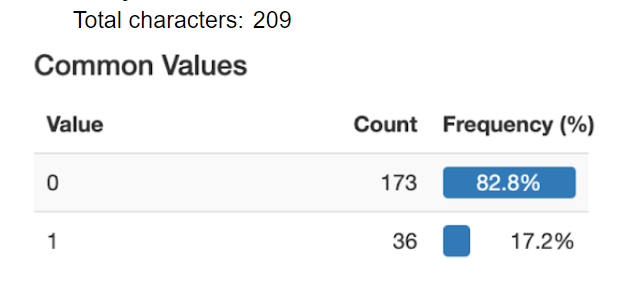 Total characters: 209
Common Values
Value Count Frequency (%)
0 173 82.8%
1 36 17.2%